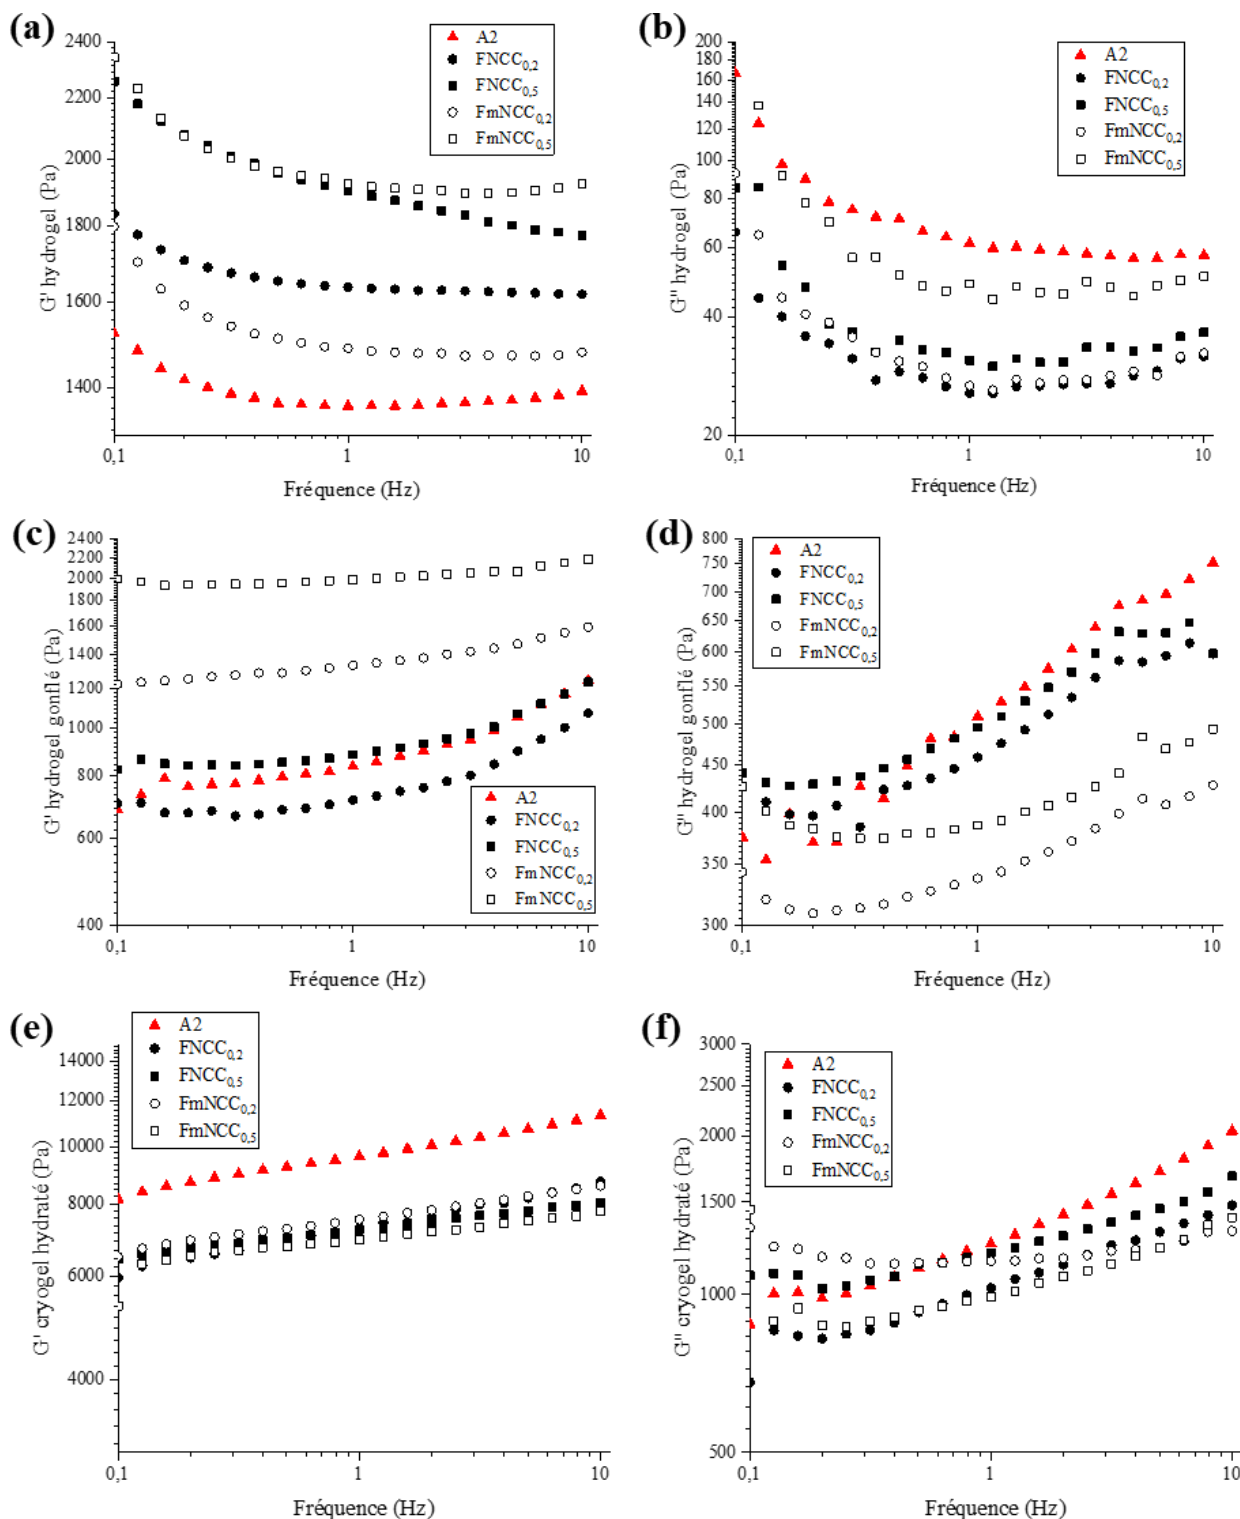 (a)
2400
2200
2000
1800
1600
1400
G' hydrogel (Pa)
A2
FNCC0,2
FNCC0,5
FmNCC0,2
FmNCC0,5
0,1 1 10
Fréquence (Hz)
(b)
200
180
160
140
120
100
80
60
40
20
G'' hydrogel (Pa)
A2
FNCC0,2
FNCC0,5
FmNCC0,2
FmNCC0,5
0,1 1 10
Fréquence (Hz)
(c)
2400
2200
2000
1800
1600
1400
1200
1000
800
600
400
G' hydrogel gonflé (Pa)
A2
FNCC0,2
FNCC0,5
FmNCC0,2
FmNCC0,5
0,1 1 10
Fréquence (Hz)
(d)
800
750
700
650
600
550
500
450
400
350
300
G'' hydrogel gonflé (Pa)
A2
FNCC0,2
FNCC0,5
FmNCC0,2
FmNCC0,5
0,1 1 10
Fréquence (Hz)
(e)
14000
12000
10000
8000
6000
4000
G' cryogel hydraté (Pa)
A2
FNCC0,2
FNCC0,5
FmNCC0,2
FmNCC0,5
0,1 1 10
Fréquence (Hz)
(f)
3000
2500
2000
1500
1000
500
G'' cryogel hydraté (Pa)
A2
FNCC0,2
FNCC0,5
FmNCC0,2
FmNCC0,5
0,1 1 10
Fréquence (Hz)